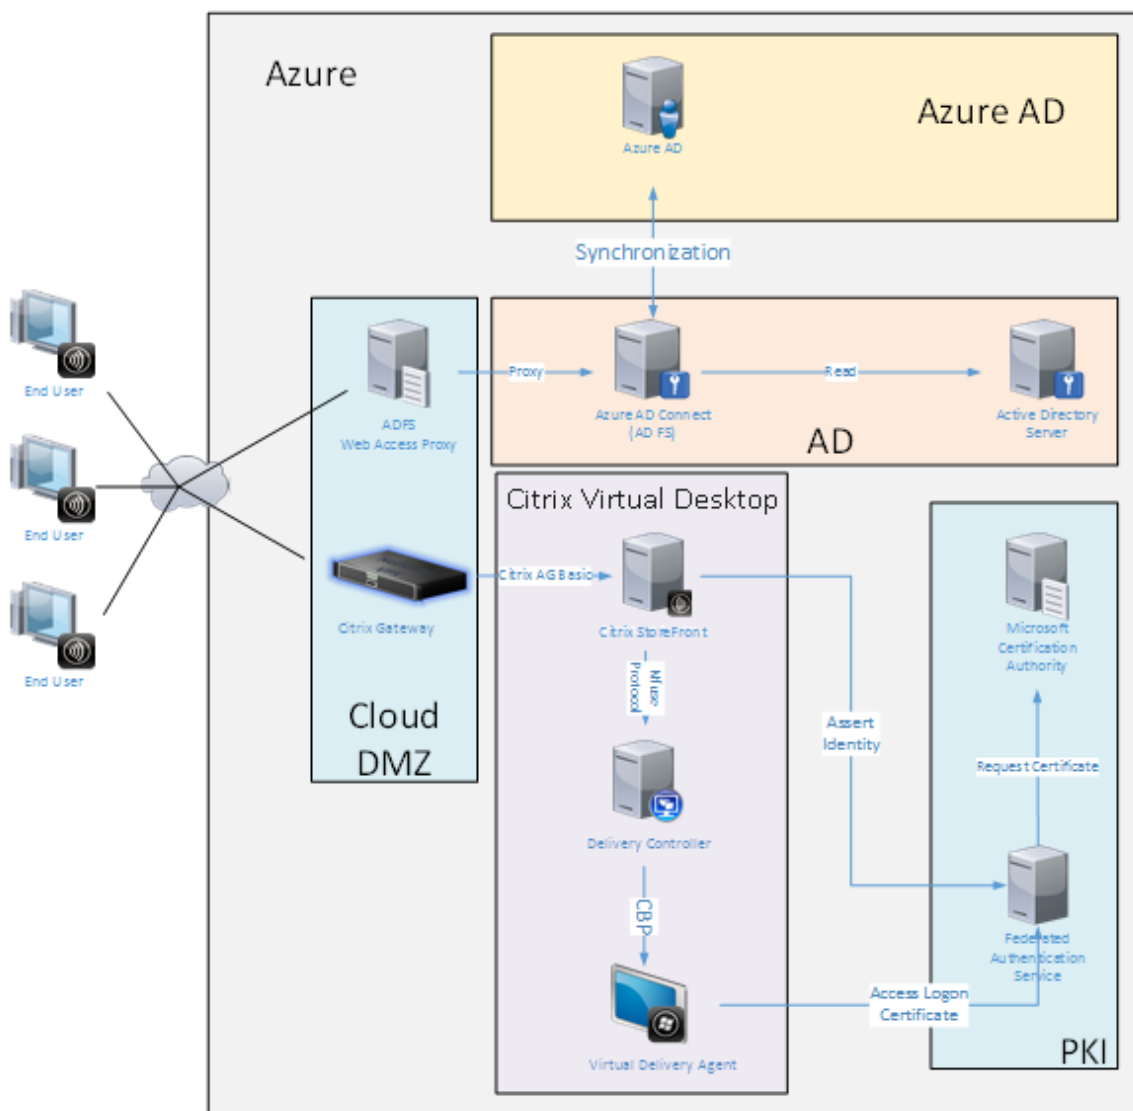 Azure
Azure AD
Azure AD
Synchronization
End User
End User
End User
ADFS
Web Access Proxy
Proxy
Azure AD Connect
(AD FS)
Read
Active Directory
Server
AD
Citrix Gateway
Cloud
DMZ
Citrix Virtual Desktop
Citrix AG Basic
Citrix StoreFront
Nfuse
Protocol
Delivery Controller
CBP
Virtual Delivery Agent
Assert
Identity
Microsoft
Certification
Authority
Request Certificate
Federated
Authentication
Service
Access Logon
Certificate
PKI